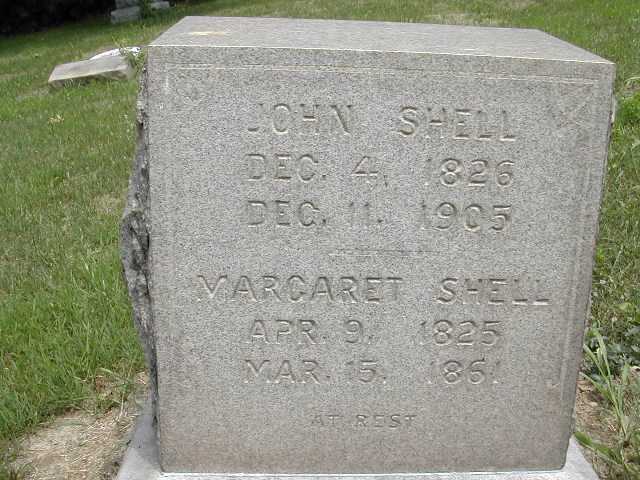 JOHN SHELL
DEC. 4, 1826
DEC. 11, 1905
MARGARET SHELL
APR. 9, 1825
MAR. 15, 1861
AT REST